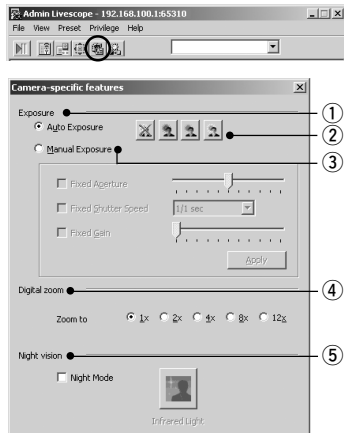 Admin Livescope - 192.168.100.1:65310
File View Preset Privilege Help
Camera-specific features
Exposure ①
Auto Exposure ②
Manual Exposure ③
Fixed Aperture
Fixed Shutter Speed 1/1 sec
Fixed Gain
Apply
Digital zoom ④
Zoom to 1x 2x 4x 8x 12x
Night vision ⑤
Night Mode
Infrared Light